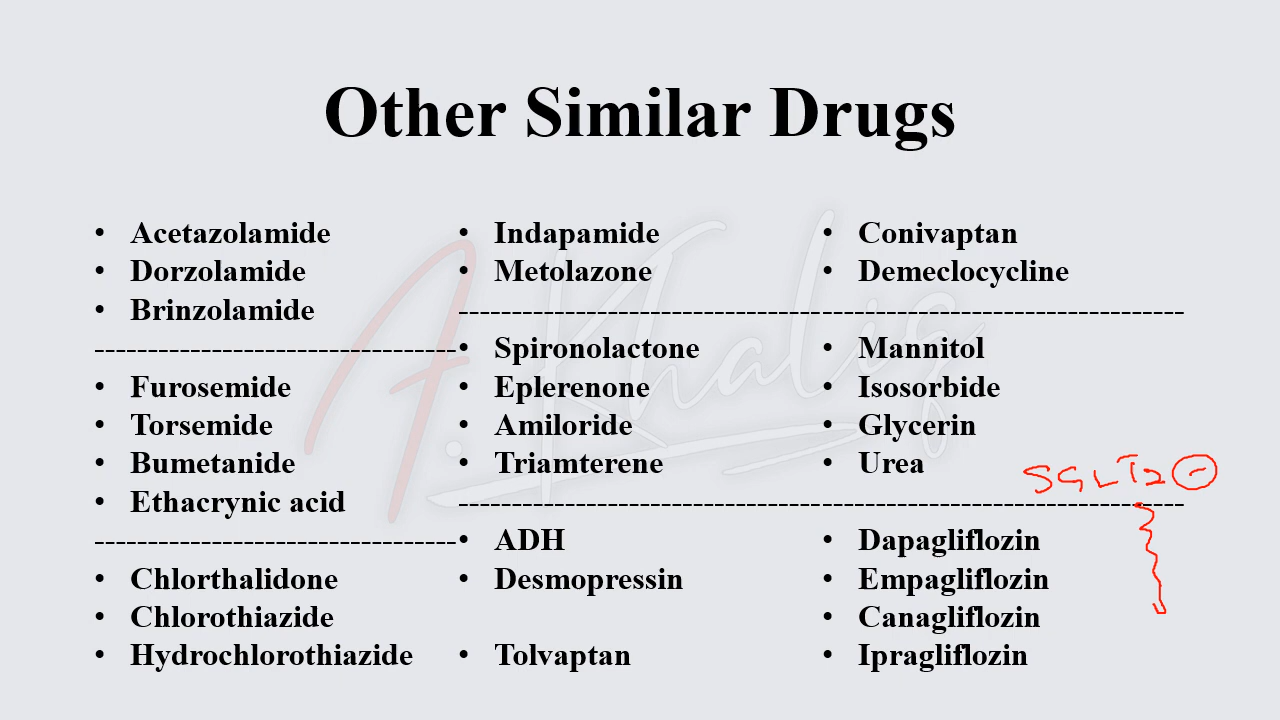 Other Similar Drugs
• Acetazolamide
• Dorzolamide
• Brinzolamide
----------------------------------
• Furosemide
• Torsemide
• Bumetanide
• Ethacrynic acid
----------------------------------
• Chlorthalidone
• Chlorothiazide
• Hydrochlorothiazide
• Indapamide
• Metolazone
----------------------------------
• Spironolactone
• Eplerenone
• Amiloride
• Triamterene
----------------------------------
• ADH
• Desmopressin
• Tolvaptan
• Conivaptan
• Demeclocycline
----------------------------------
• Mannitol
• Isosorbide
• Glycerin
• Urea
SGLT2 -
----------------------------------
• Dapagliflozin
• Empagliflozin
• Canagliflozin
• Ipragliflozin
A. Khaliq